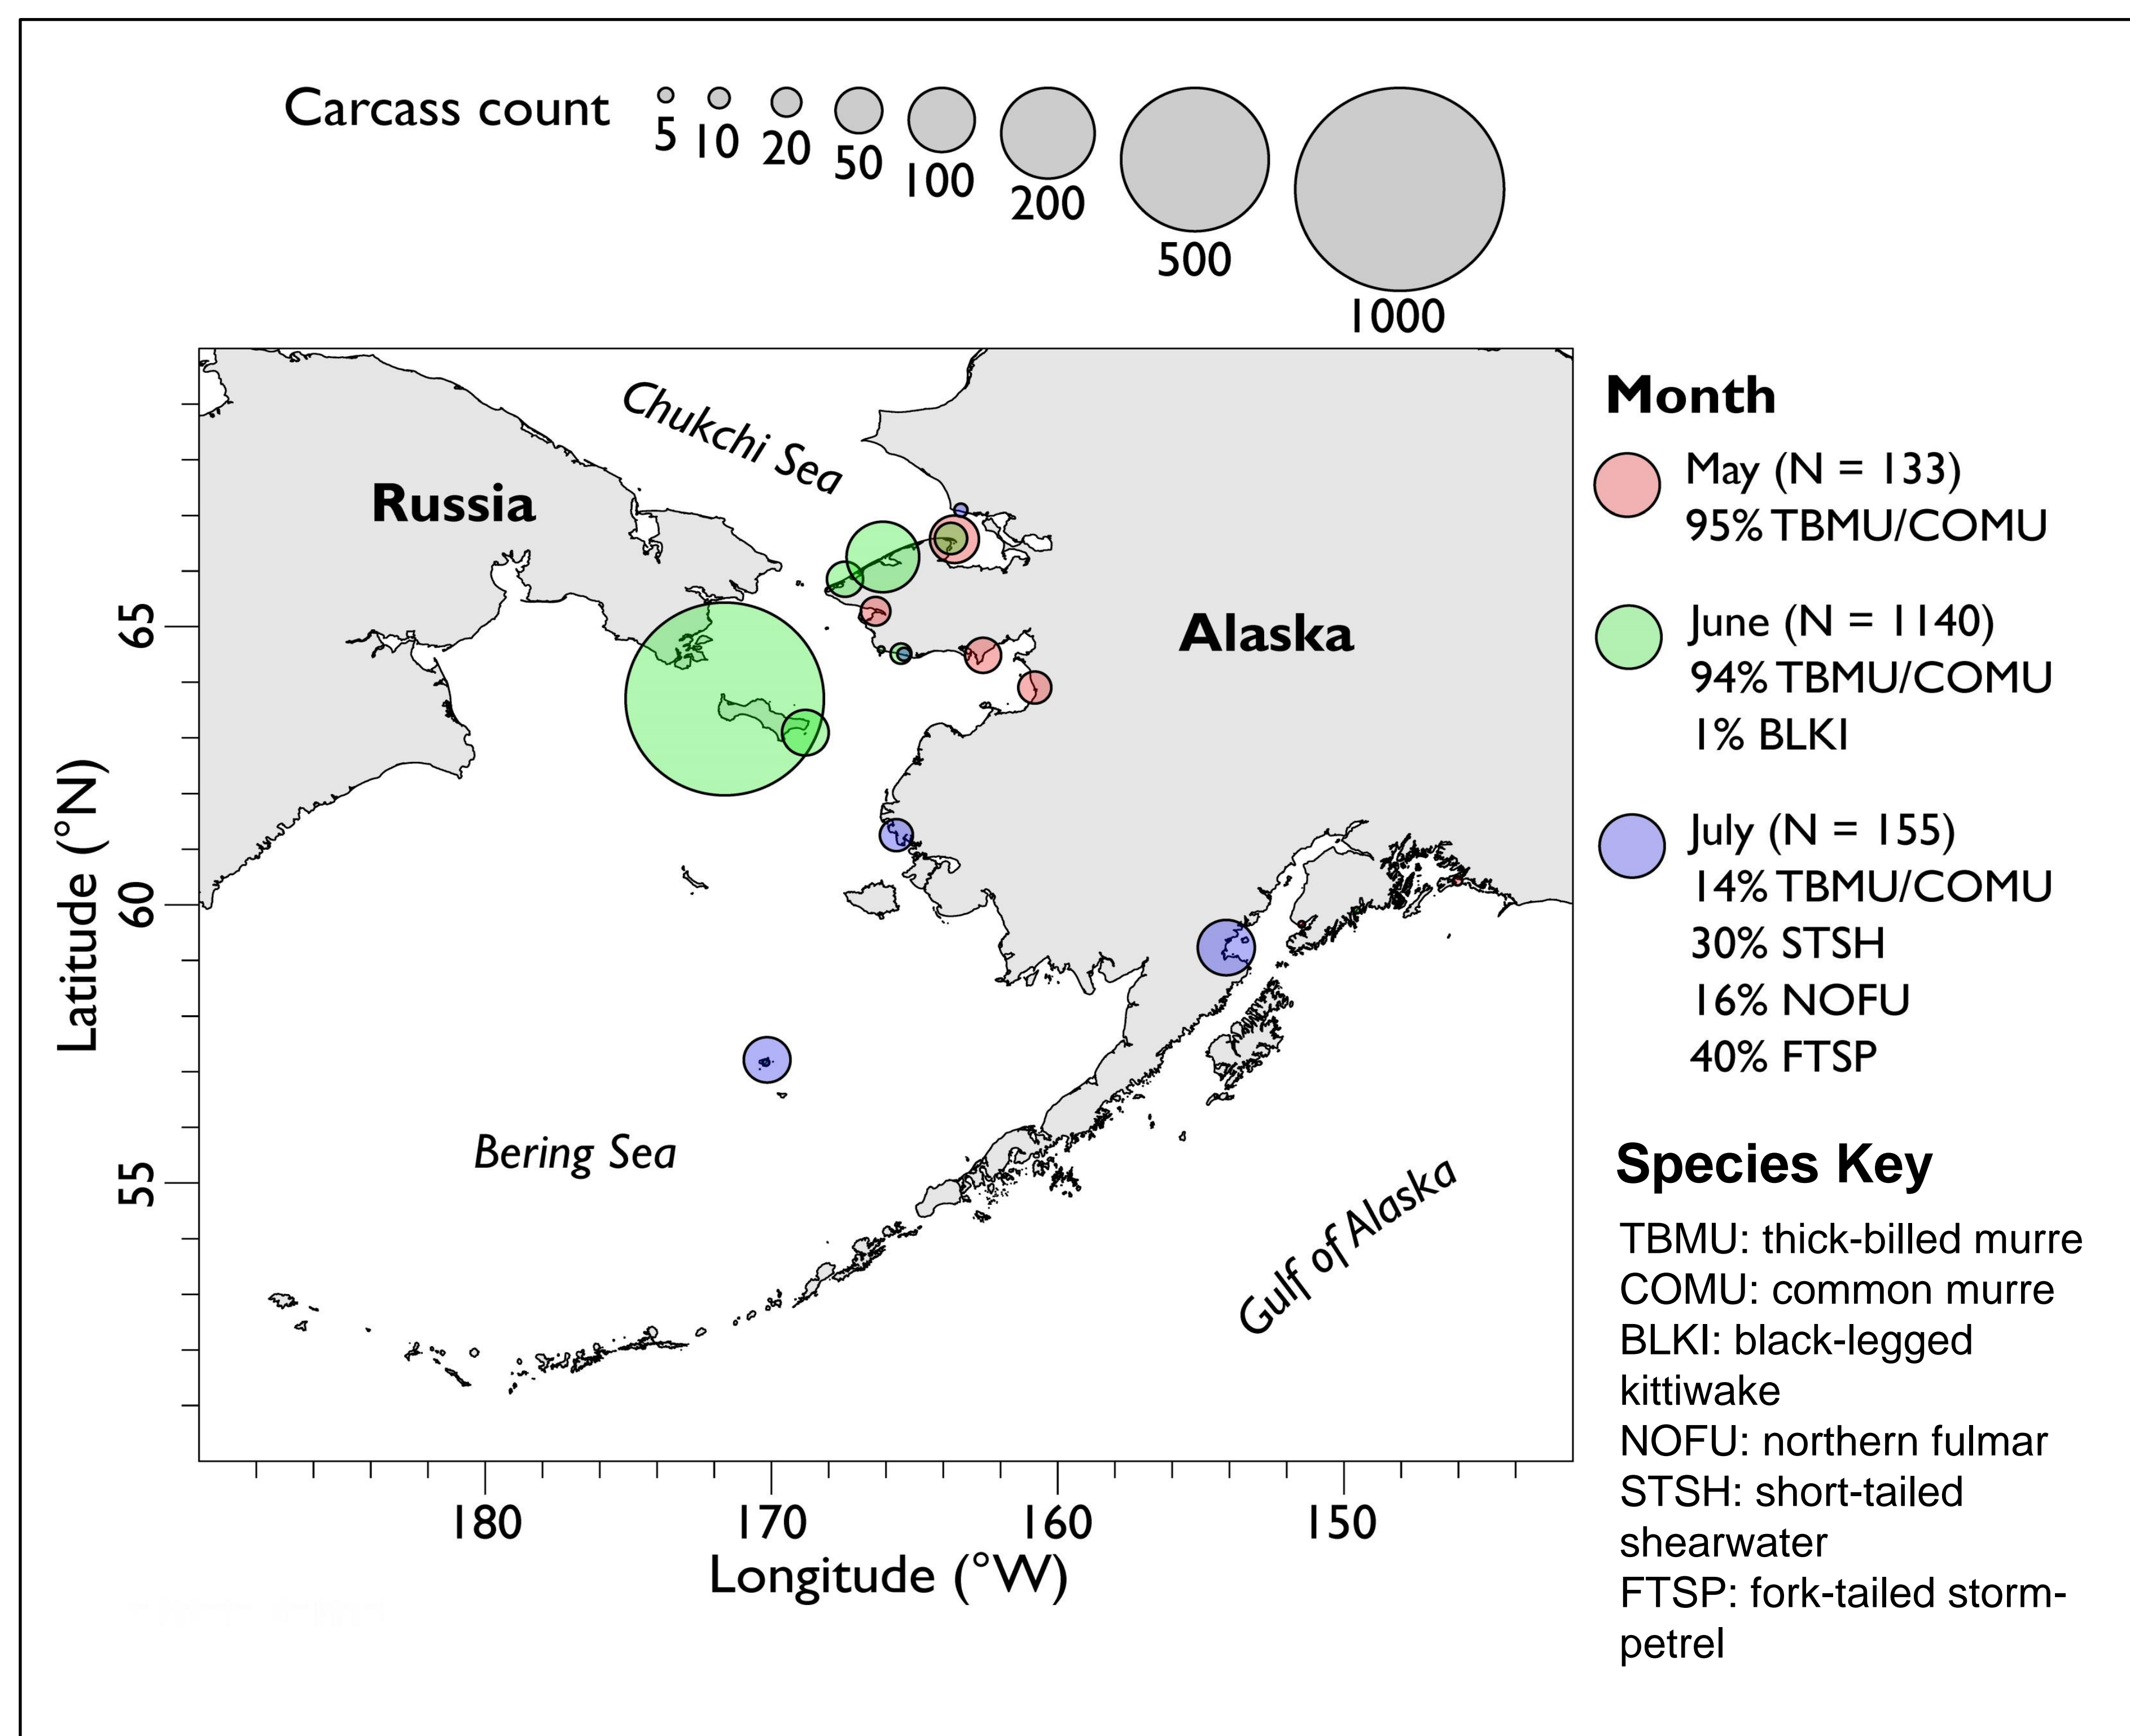 Carcass count
5
10
20
50
100
200
500
1000
Chukchi Sea
Russia
Alaska
Bering Sea
Gulf of Alaska
Latitude (°N)
65
60
55
180
170
160
150
Longitude (°W)
Month
May (N = 133)
95% TBMU/COMU
June (N = 1140)
94% TBMU/COMU
1% BLKI
July (N = 155)
14% TBMU/COMU
30% STSH
16% NOFU
40% FTSP
Species Key
TBMU: thick-billed murre
COMU: common murre
BLKI: black-legged
kittiwake
NOFU: northern fulmar
STSH: short-tailed
shearwater
FTSP: fork-tailed storm-
petrel